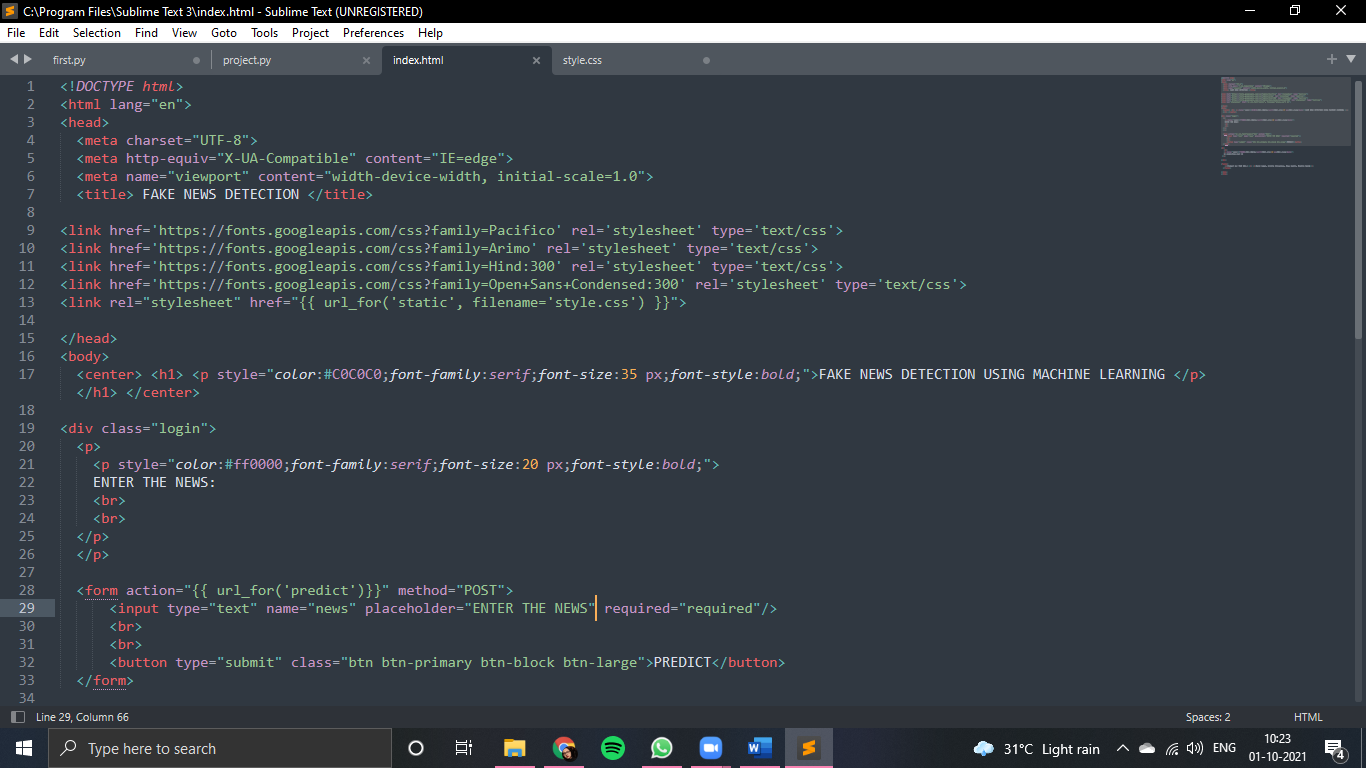 C:\Program Files\Sublime Text 3\index.html - Sublime Text (UNREGISTERED)
File Edit Selection Find View Goto Tools Project Preferences Help
first.py project.py index.html style.css
1 <!DOCTYPE html>
2 <html lang="en">
3 <head>
4 <meta charset="UTF-8">
5 <meta http-equiv="X-UA-Compatible" content="IE=edge">
6 <meta name="viewport" content="width-device-width, initial-scale=1.0">
7 <title> FAKE NEWS DETECTION </title>
8
9 <link href='https://fonts.googleapis.com/css?family=Pacifico' rel='stylesheet' type='text/css'>
10 <link href='https://fonts.googleapis.com/css?family=Arimo' rel='stylesheet' type='text/css'>
11 <link href='https://fonts.googleapis.com/css?family=Hind:300' rel='stylesheet' type='text/css'>
12 <link href='https://fonts.googleapis.com/css?family=Open+Sans+Condensed:300' rel='stylesheet' type='text/css'>
13 <link rel="stylesheet" href="{{ url_for('static', filename='style.css') }}">
14
15 </head>
16 <body>
17 <center> <h1> <p style="color:#C0C0C0;font-family:serif;font-size:35 px;font-style:bold;">FAKE NEWS DETECTION USING MACHINE LEARNING </p>
</h1> </center>
18
19 <div class="login">
20 <p>
21 <p style="color:#ff0000;font-family:serif;font-size:20 px;font-style:bold;">
22 ENTER THE NEWS:
23 <br>
24 <br>
25 </p>
26 </p>
27
28 <form action="{{ url_for('predict')}}" method="POST">
29 <input type="text" name="news" placeholder="ENTER THE NEWS" required="required"/>
30 <br>
31 <br>
32 <button type="submit" class="btn btn-primary btn-block btn-large">PREDICT</button>
33 </form>
34
Line 29, Column 66 Spaces: 2 HTML
Type here to search 31°C Light rain ENG 10:23
01-10-2021 4